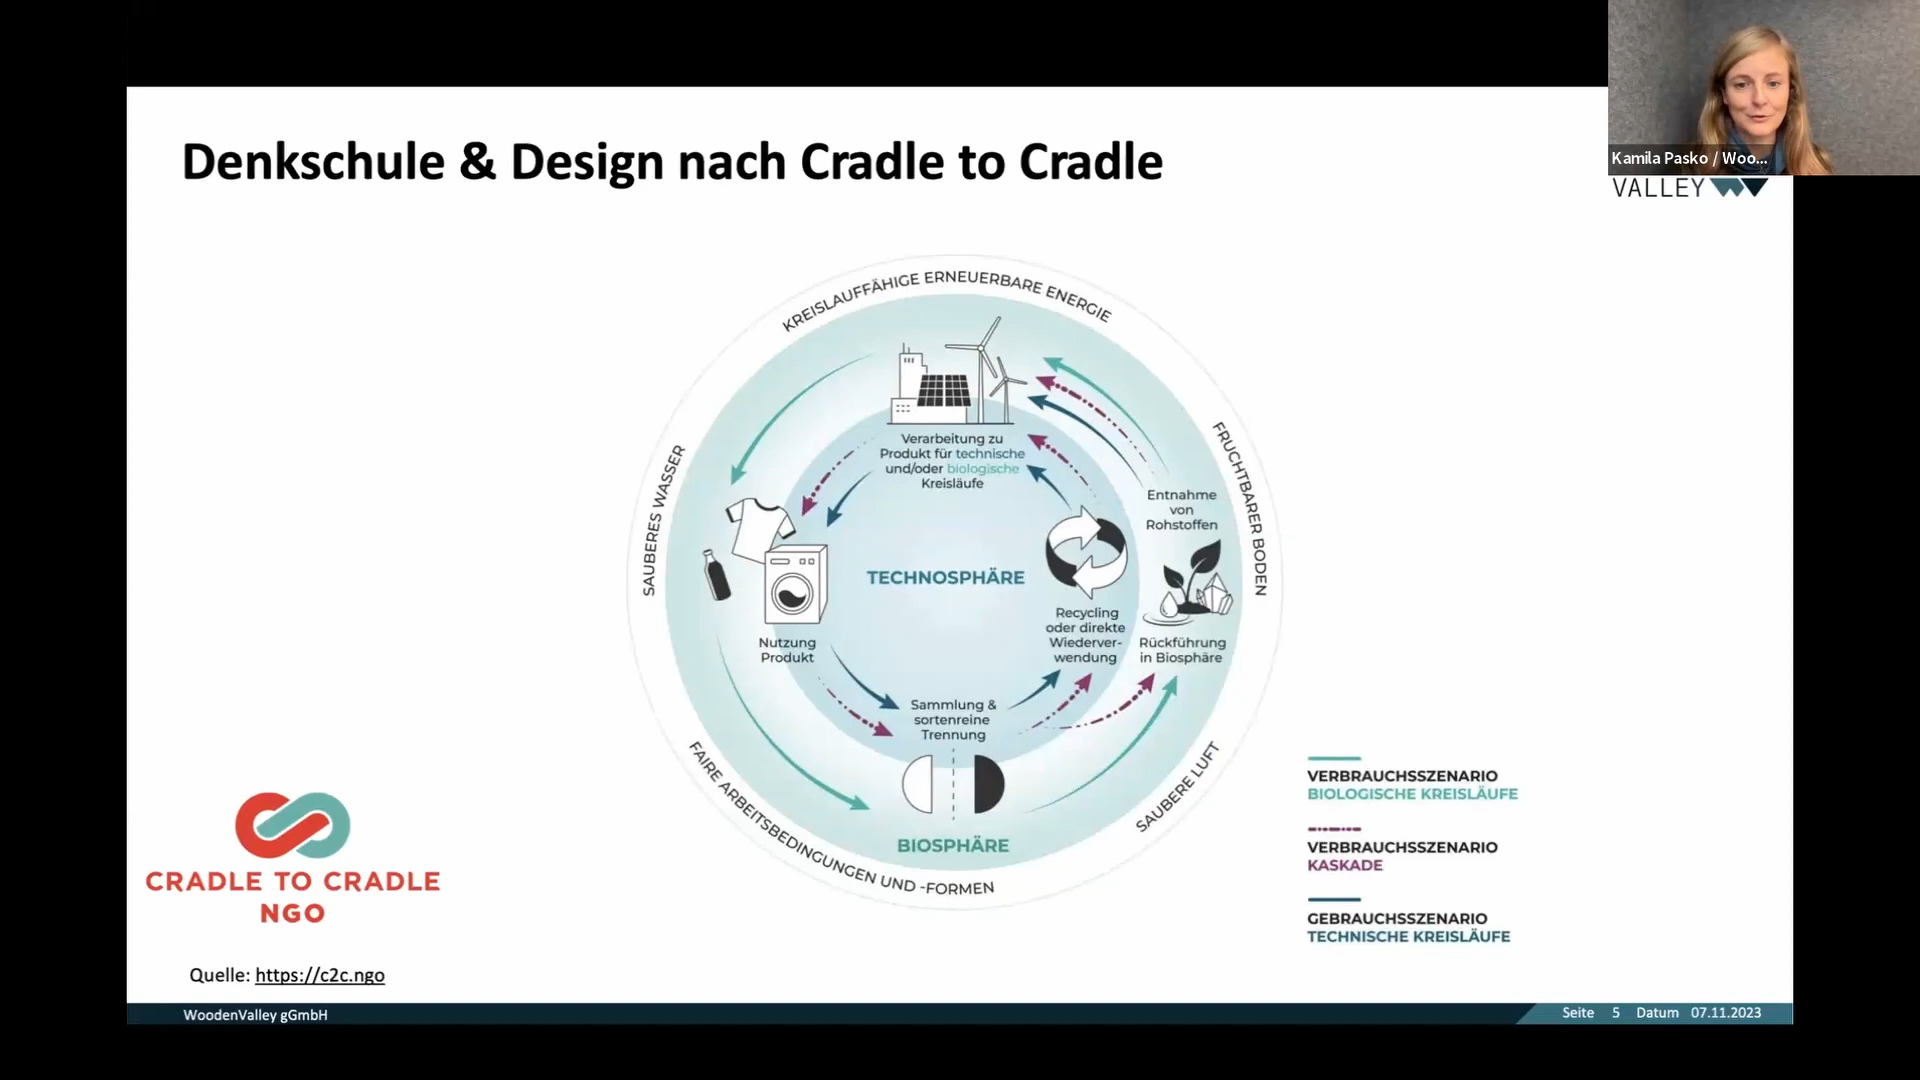 Kamila Pasko / Woo...
VALLEY
Denkschule & Design nach Cradle to Cradle
KREISLAUFFÄHIGE ERNEUERBARE ENERGIE
SAUBERES WASSER
FRUCHTBARER BODEN
FAIRE ARBEITSBEDINGUNGEN UND -FORMEN
SAUBERE LUFT
Verarbeitung zu
Produkt für technische
und/oder biologische
Kreisläufe
Entnahme
von
Rohstoffen
TECHNOSPHÄRE
Recycling
oder direkte
Wiederver-
wendung
Rückführung
in Biosphäre
Nutzung
Produkt
Sammlung &
sortenreine
Trennung
BIOSPHÄRE
VERBRAUCHSSZENARIO
BIOLOGISCHE KREISLÄUFE
VERBRAUCHSSZENARIO
KASKADE
GEBRAUCHSSZENARIO
TECHNISCHE KREISLÄUFE
CRADLE TO CRADLE
NGO
Quelle: https://c2c.ngo
WoodenValley gGmbH
Seite 5 Datum 07.11.2023